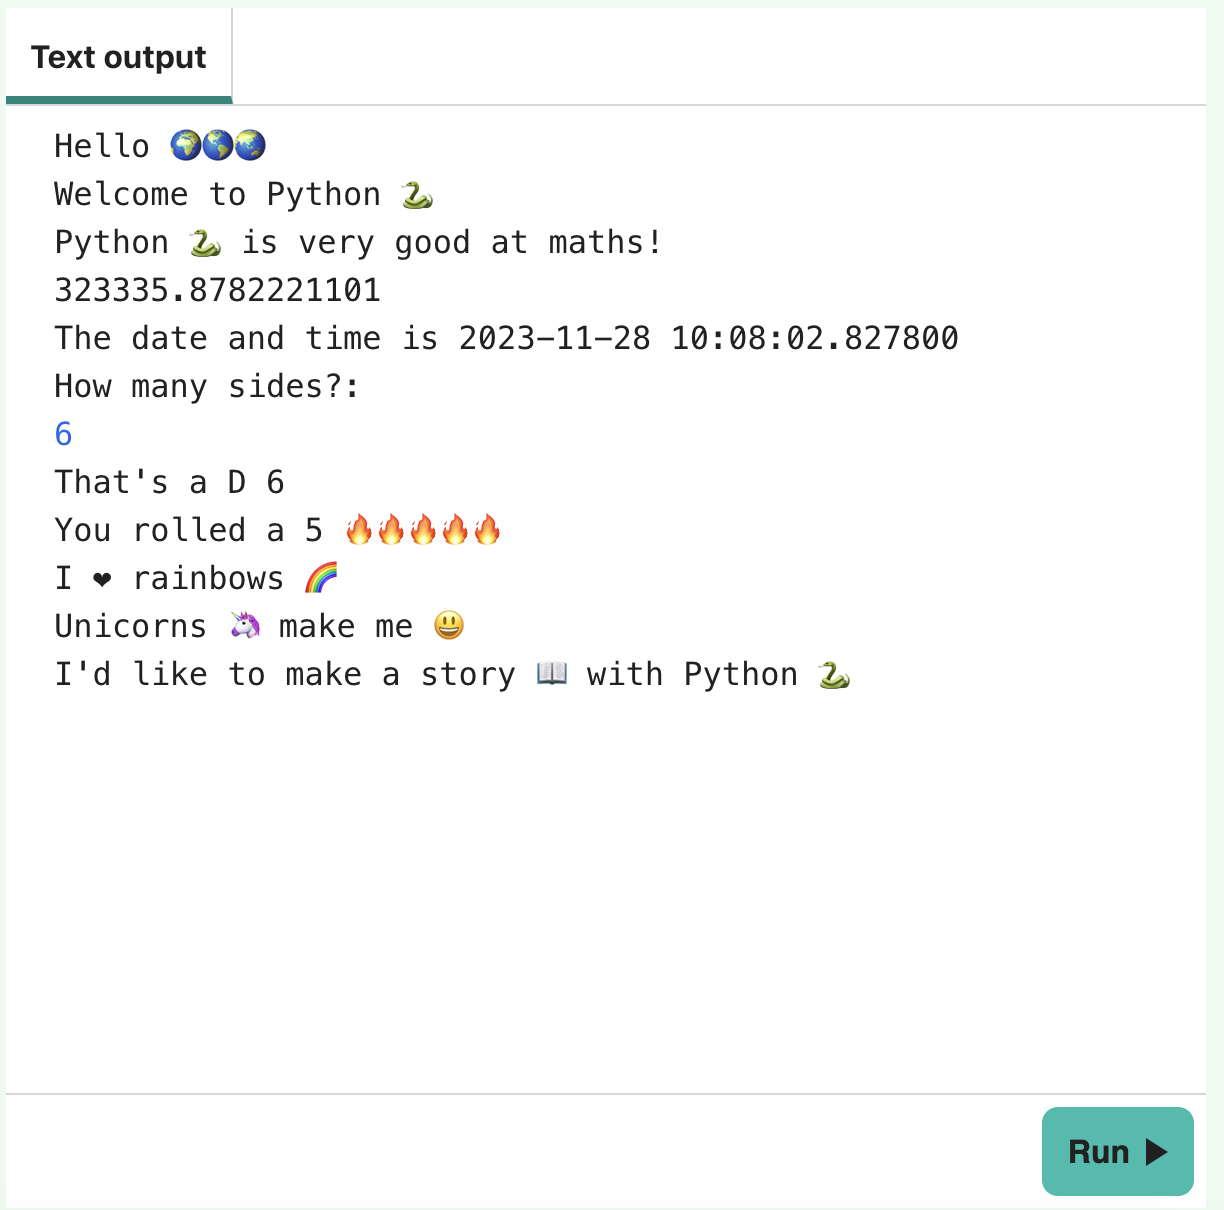 Text output
Hello 🌍🌎🌏
Welcome to Python 🐍
Python 🐍 is very good at maths!
323335.8782221101
The date and time is 2023-11-28 10:08:02.827800
How many sides?:
6
That's a D 6
You rolled a 5 🔥🔥🔥🔥🔥
I ❤ rainbows 🌈
Unicorns 🦄 make me 😃
I'd like to make a story 📖 with Python 🐍
Run ▶